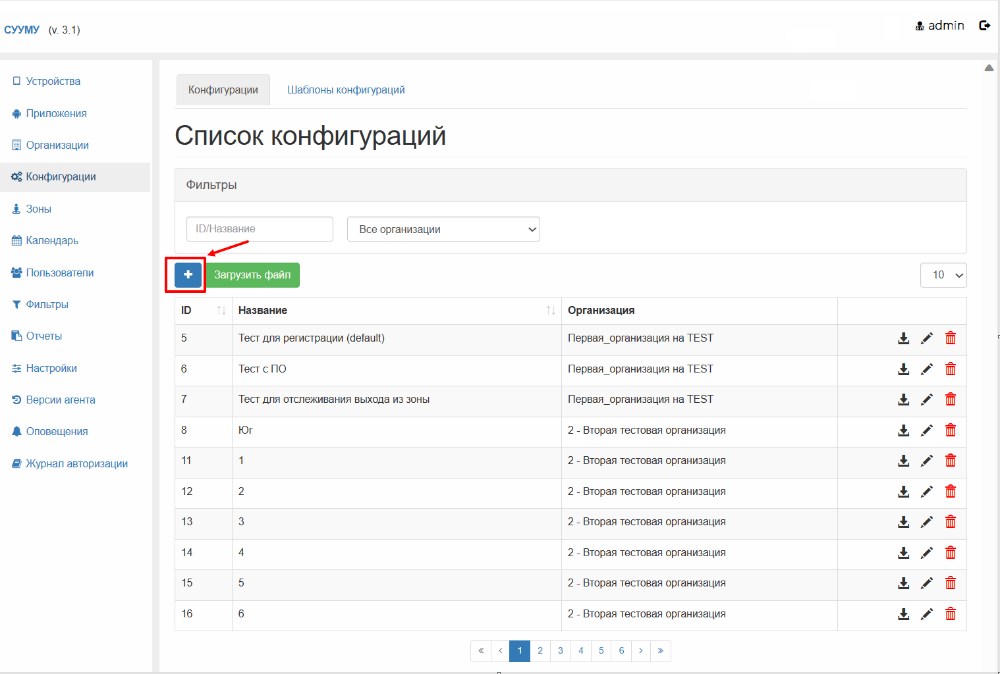 СУУМУ (v. 3.1)
admin
Устройства
Приложения
Организации
Конфигурации
Зоны
Календарь
Пользователи
Фильтры
Отчеты
Настройки
Версии агента
Оповещения
Журнал авторизации
Конфигурации Шаблоны конфигураций
Список конфигураций
Фильтры
ID/Название Все организации
+ Загрузить файл 10
ID Название Организация
5 Тест для регистрации (default) Первая_организация на TEST
6 Тест с ПО Первая_организация на TEST
7 Тест для отслеживания выхода из зоны Первая_организация на TEST
8 Юг 2 - Вторая тестовая организация
11 1 2 - Вторая тестовая организация
12 2 2 - Вторая тестовая организация
13 3 2 - Вторая тестовая организация
14 4 2 - Вторая тестовая организация
15 5 2 - Вторая тестовая организация
16 6 2 - Вторая тестовая организация
« ‹ 1 2 3 4 5 6 › »